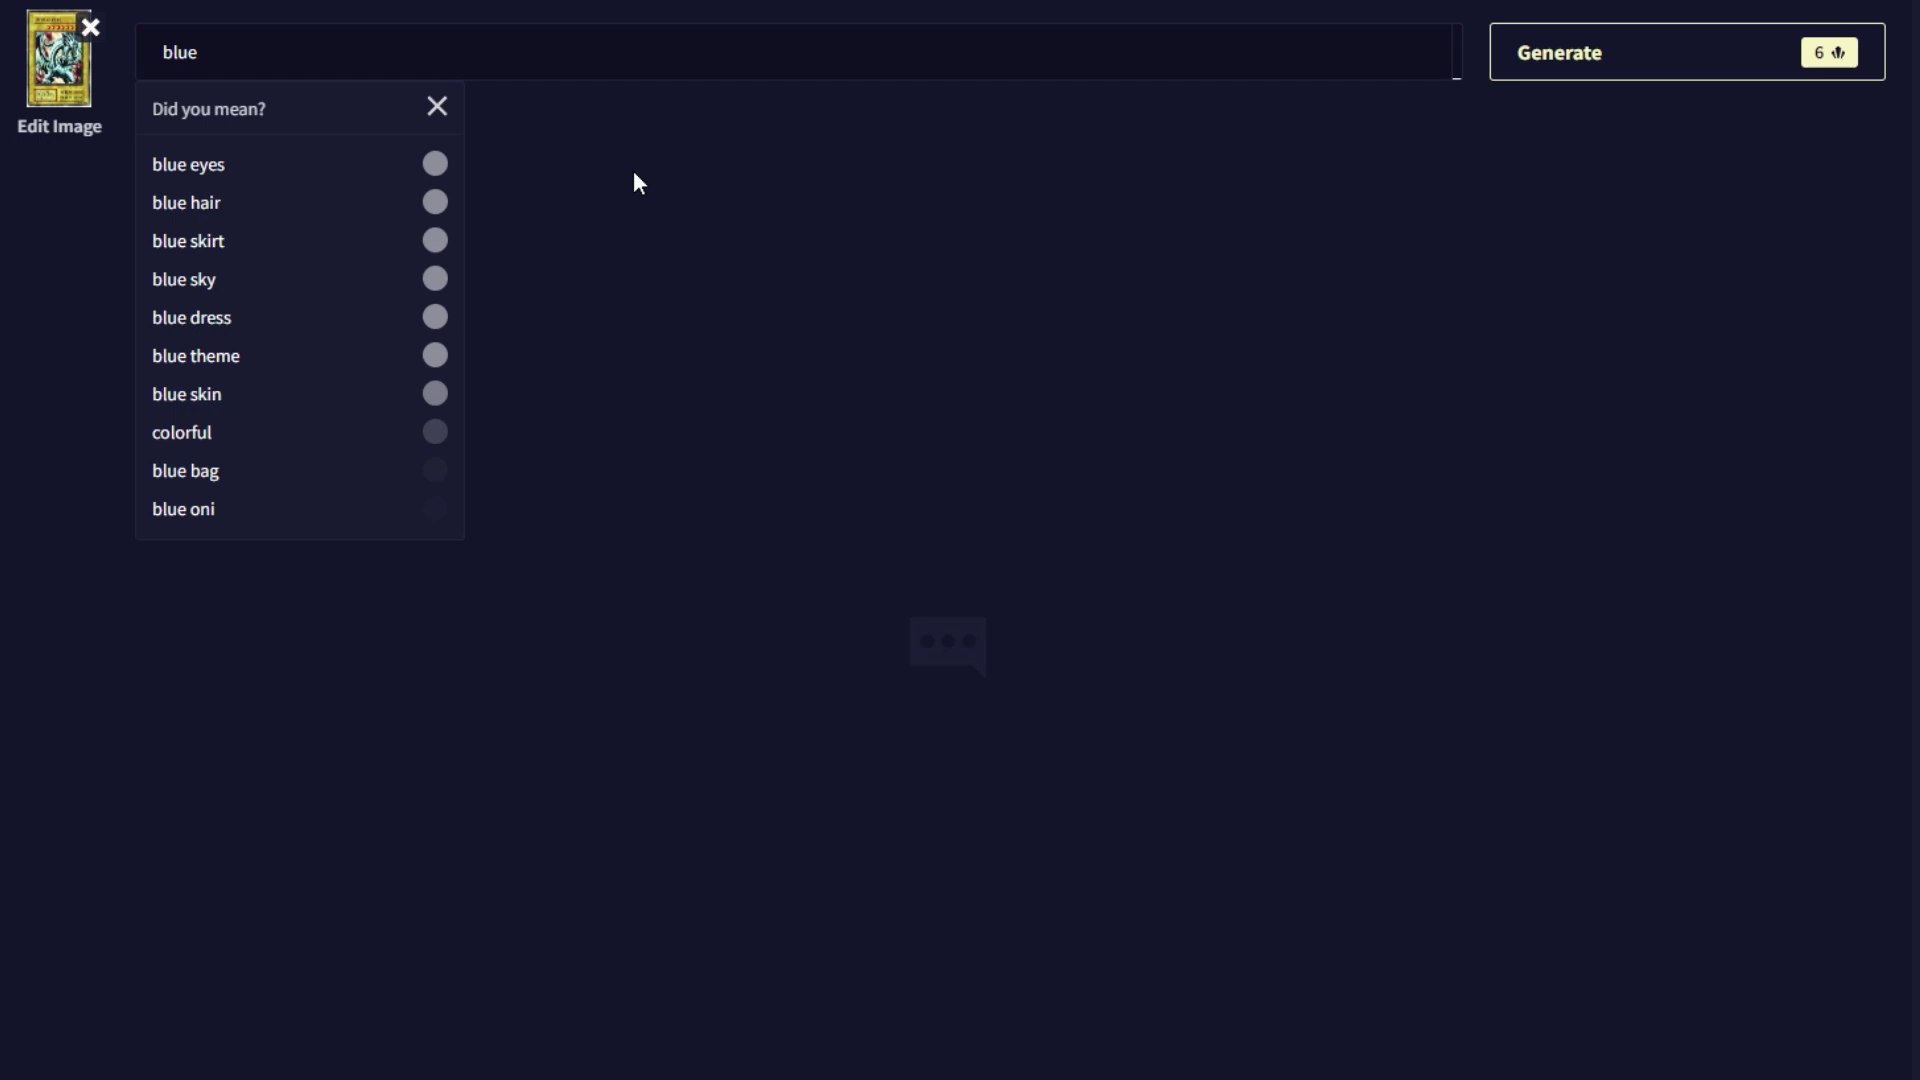 blue
Generate
6
Edit Image
Did you mean?
blue eyes
blue hair
blue skirt
blue sky
blue dress
blue theme
blue skin
colorful
blue bag
blue oni